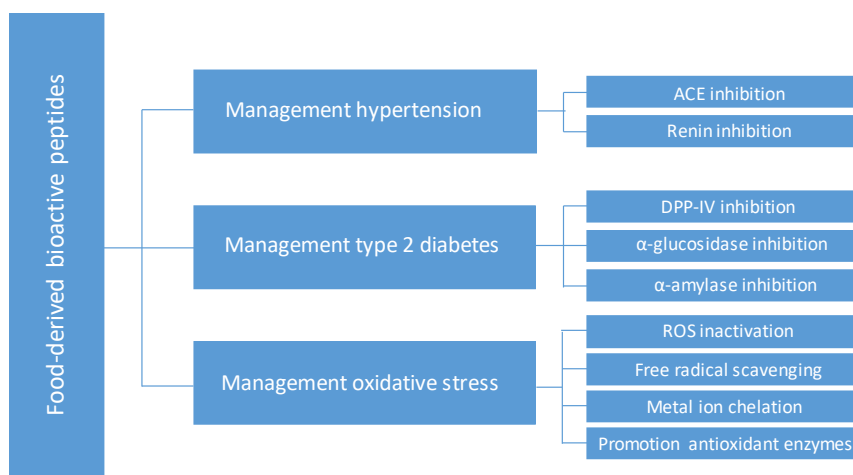 Food-derived bioactive peptides
Management hypertension
ACE inhibition
Renin inhibition
Management type 2 diabetes
DPP-IV inhibition
α-glucosidase inhibition
α-amylase inhibition
Management oxidative stress
ROS inactivation
Free radical scavenging
Metal ion chelation
Promotion antioxidant enzymes